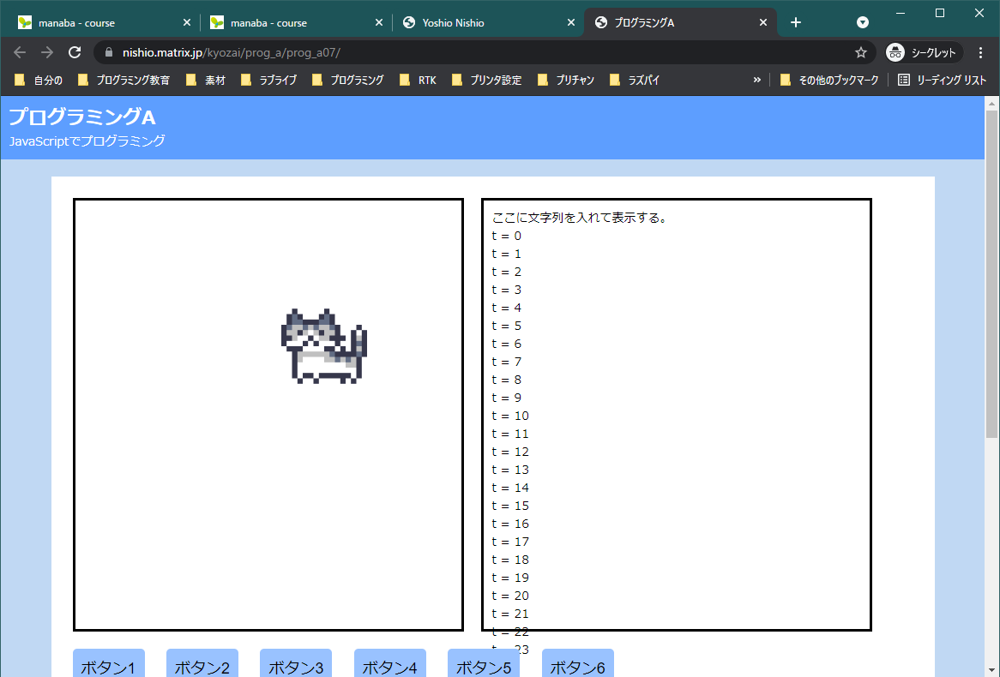 manaba - course
manaba - course
Yoshio Nishio
プログラミングA
nishio.matrix.jp/kyozai/prog_a/prog_a07/
シークレット
自分の
プログラミング教育
素材
ラブライブ
プログラミング
RTK
プリンタ設定
プリチャン
ラズパイ
»
その他のブックマーク
リーディング リスト
プログラミングA
JavaScriptでプログラミング
ここに文字列を入れて表示する。
t = 0
t = 1
t = 2
t = 3
t = 4
t = 5
t = 6
t = 7
t = 8
t = 9
t = 10
t = 11
t = 12
t = 13
t = 14
t = 15
t = 16
t = 17
t = 18
t = 19
t = 20
t = 21
t = 22
t = 23
ボタン1
ボタン2
ボタン3
ボタン4
ボタン5
ボタン6